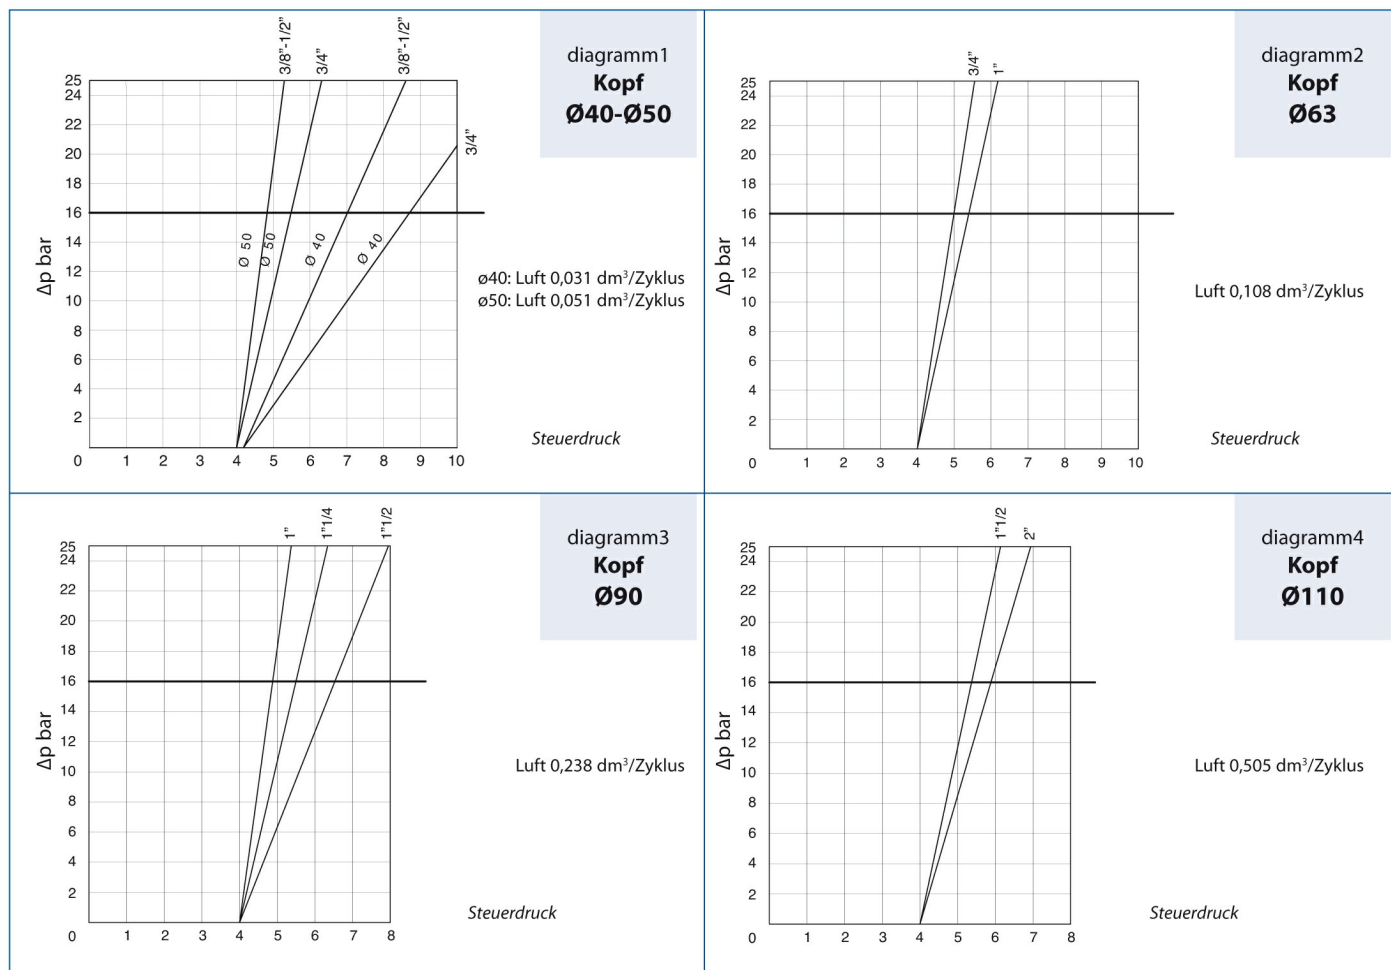 diagramm1
Kopf
Ø40-Ø50
3/8"-1/2"
3/4"
3/8"-1/2"
3/4"
25
24
22
20
18
16
14
12
10
8
6
4
2
0 1 2 3 4 5 6 7 8 9 10
Δp bar
Ø 50
Ø 50
Ø 40
Ø 40
ø40: Luft 0,031 dm³/Zyklus
ø50: Luft 0,051 dm³/Zyklus
Steuerdruck
diagramm2
Kopf
Ø63
3/4"
1"
25
24
22
20
18
16
14
12
10
8
6
4
2
0 1 2 3 4 5 6 7 8 9 10
Δp bar
Luft 0,108 dm³/Zyklus
Steuerdruck
diagramm3
Kopf
Ø90
1"
1"1/4
1"1/2
25
24
22
20
18
16
14
12
10
8
6
4
2
0 1 2 3 4 5 6 7 8
Δp bar
Luft 0,238 dm³/Zyklus
Steuerdruck
diagramm4
Kopf
Ø110
1"1/2
2"
25
24
22
20
18
16
14
12
10
8
6
4
2
0 1 2 3 4 5 6 7 8
Δp bar
Luft 0,505 dm³/Zyklus
Steuerdruck